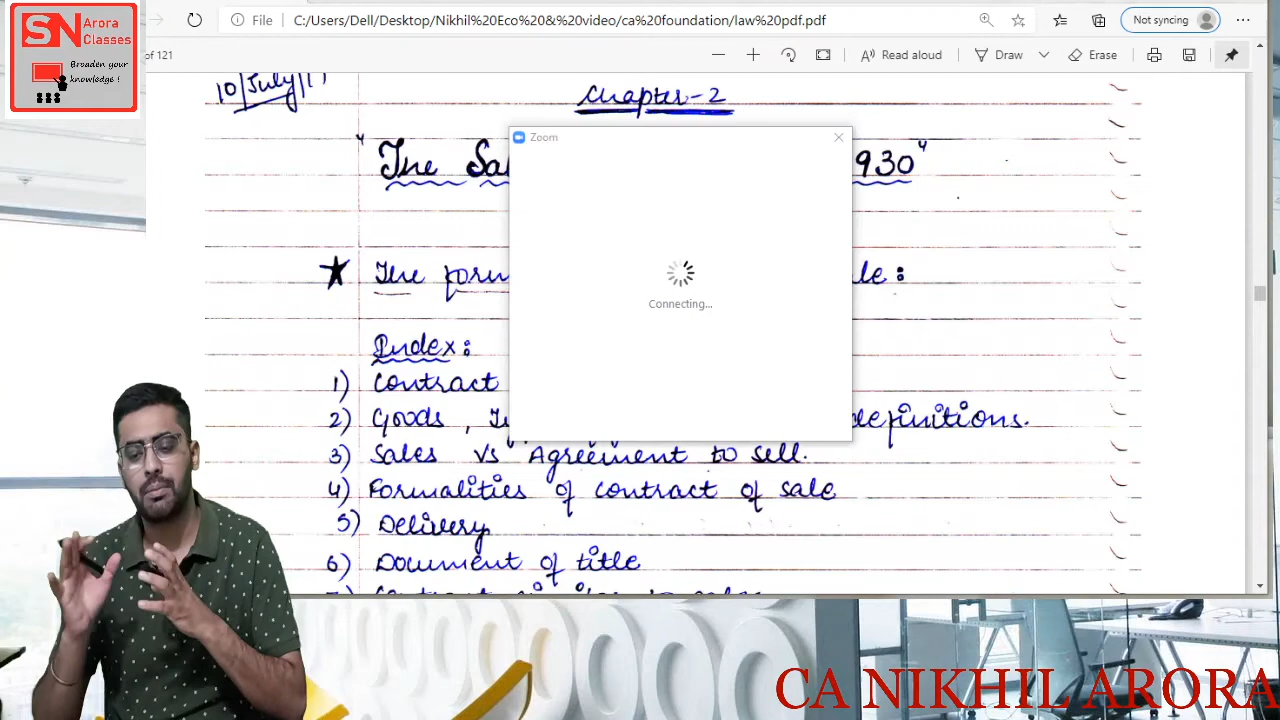 SN Arora
Classes
Broaden your
knowledge !
File C:/Users/Dell/Desktop/Nikhil%20Eco%20&%20video/ca%20foundation/law%20pdf.pdf
Not syncing
of 121
Read aloud
Draw
Erase
10/July/
Chapter-2
Zoom
"The 930"
Connecting...
★ The
Index:
1) Contract
2) Goods , definitions.
3) Sales vs Agreement to sell.
4) Formalities of contract of sale
5) Delivery
6) Document of title
CA NIKHIL ARORA